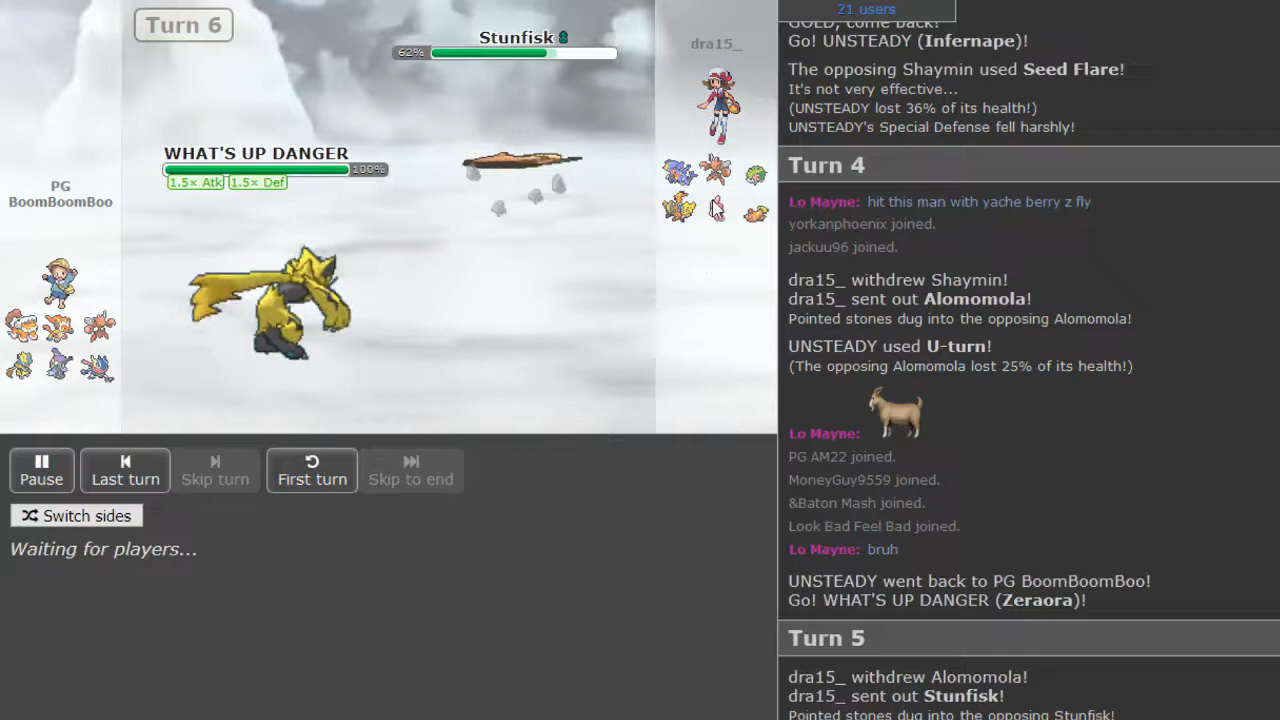 Turn 6
Stunfisk
62%
dra15_
WHAT'S UP DANGER
100%
1.5× Atk 1.5× Def
PG
BoomBoomBoo
Pause
Last turn
Skip turn
First turn
Skip to end
Switch sides
Waiting for players...
21 users
GOLD, come back!
Go! UNSTEADY (Infernape)!
The opposing Shaymin used Seed Flare!
It's not very effective...
(UNSTEADY lost 36% of its health!)
UNSTEADY's Special Defense fell harshly!
Turn 4
Lo Mayne: hit this man with yache berry z fly
yorkanphoenix joined.
jackuu96 joined.
dra15_ withdrew Shaymin!
dra15_ sent out Alomomola!
Pointed stones dug into the opposing Alomomola!
UNSTEADY used U-turn!
(The opposing Alomomola lost 25% of its health!)
Lo Mayne:
PG AM22 joined.
MoneyGuy9559 joined.
&Baton Mash joined.
Look Bad Feel Bad joined.
Lo Mayne: bruh
UNSTEADY went back to PG BoomBoomBoo!
Go! WHAT'S UP DANGER (Zeraora)!
Turn 5
dra15_ withdrew Alomomola!
dra15_ sent out Stunfisk!
Pointed stones dug into the opposing Stunfisk!